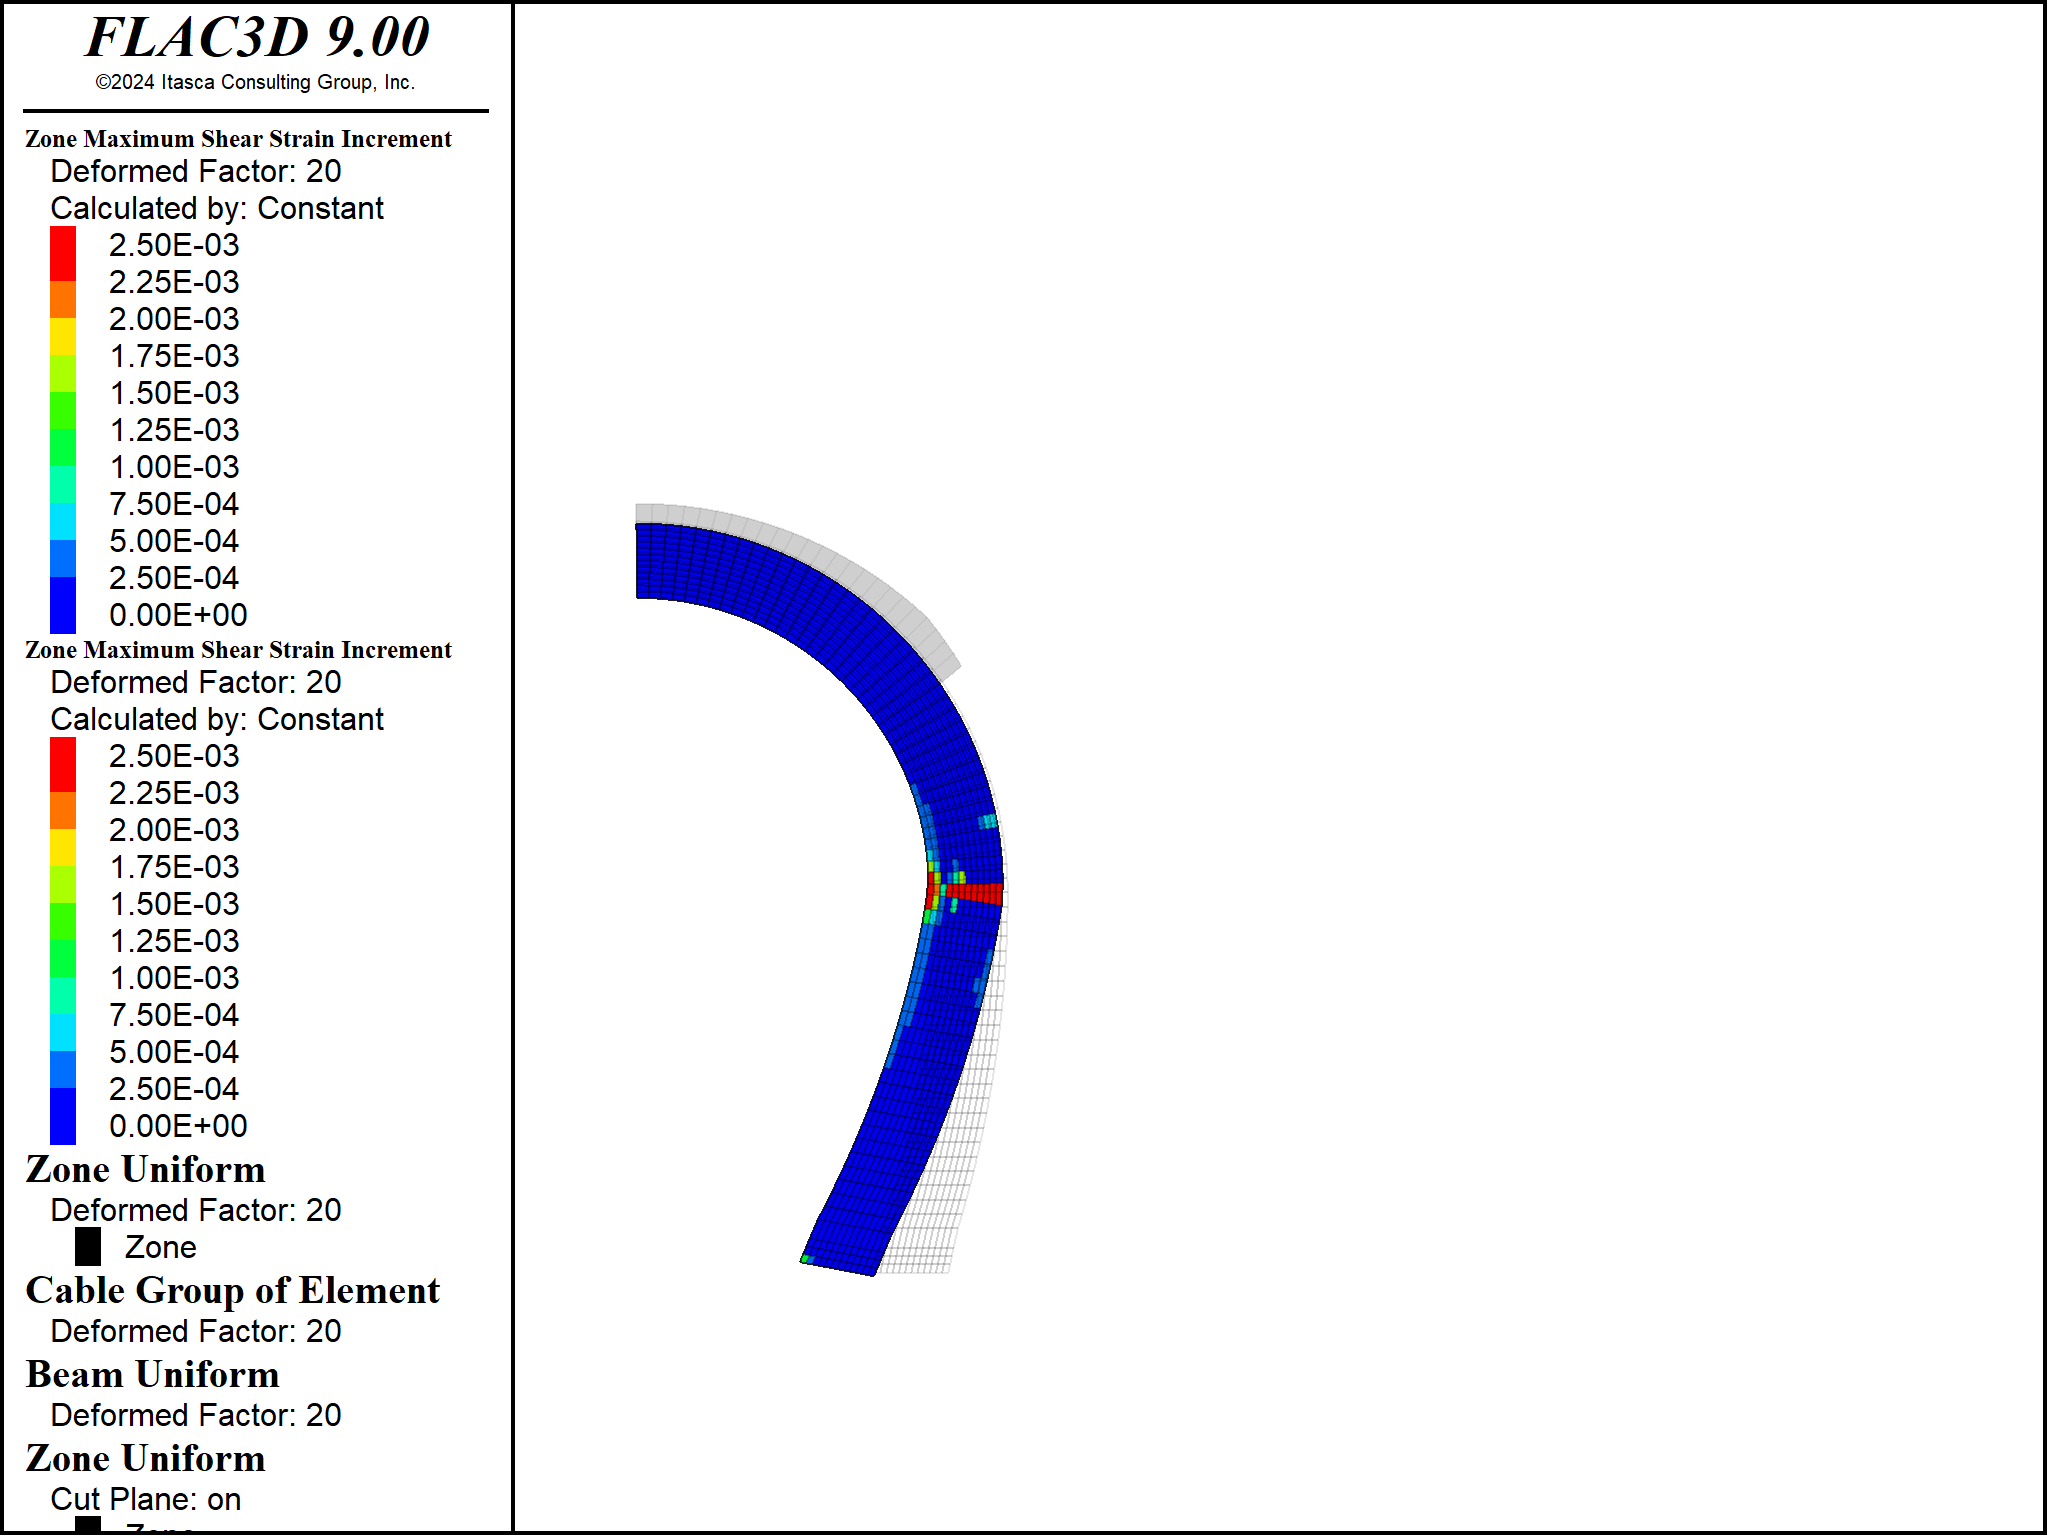 FLAC3D 9.00
©2024 Itasca Consulting Group, Inc.
Zone Maximum Shear Strain Increment
Deformed Factor: 20
Calculated by: Constant
2.50E-03
2.25E-03
2.00E-03
1.75E-03
1.50E-03
1.25E-03
1.00E-03
7.50E-04
5.00E-04
2.50E-04
0.00E+00
Zone Maximum Shear Strain Increment
Deformed Factor: 20
Calculated by: Constant
2.50E-03
2.25E-03
2.00E-03
1.75E-03
1.50E-03
1.25E-03
1.00E-03
7.50E-04
5.00E-04
2.50E-04
0.00E+00
Zone Uniform
Deformed Factor: 20
Zone
Cable Group of Element
Deformed Factor: 20
Beam Uniform
Deformed Factor: 20
Zone Uniform
Cut Plane: on